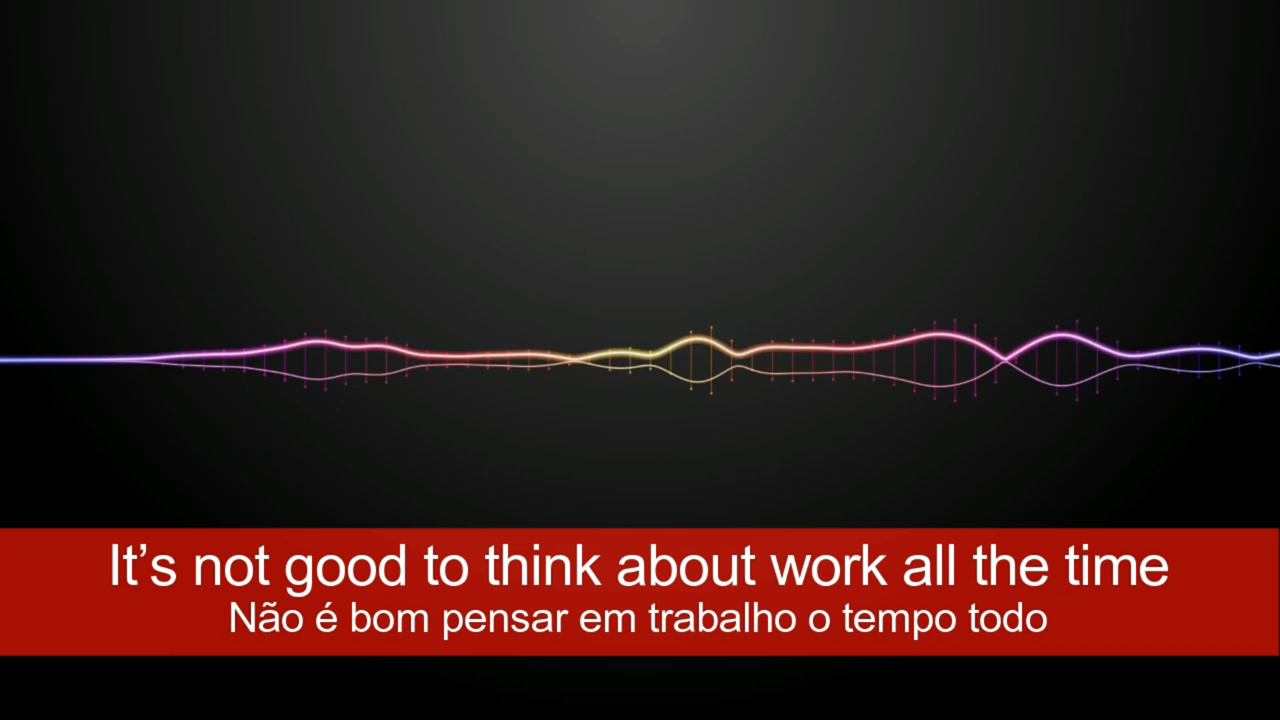 It’s not good to think about work all the time
Não é bom pensar em trabalho o tempo todo